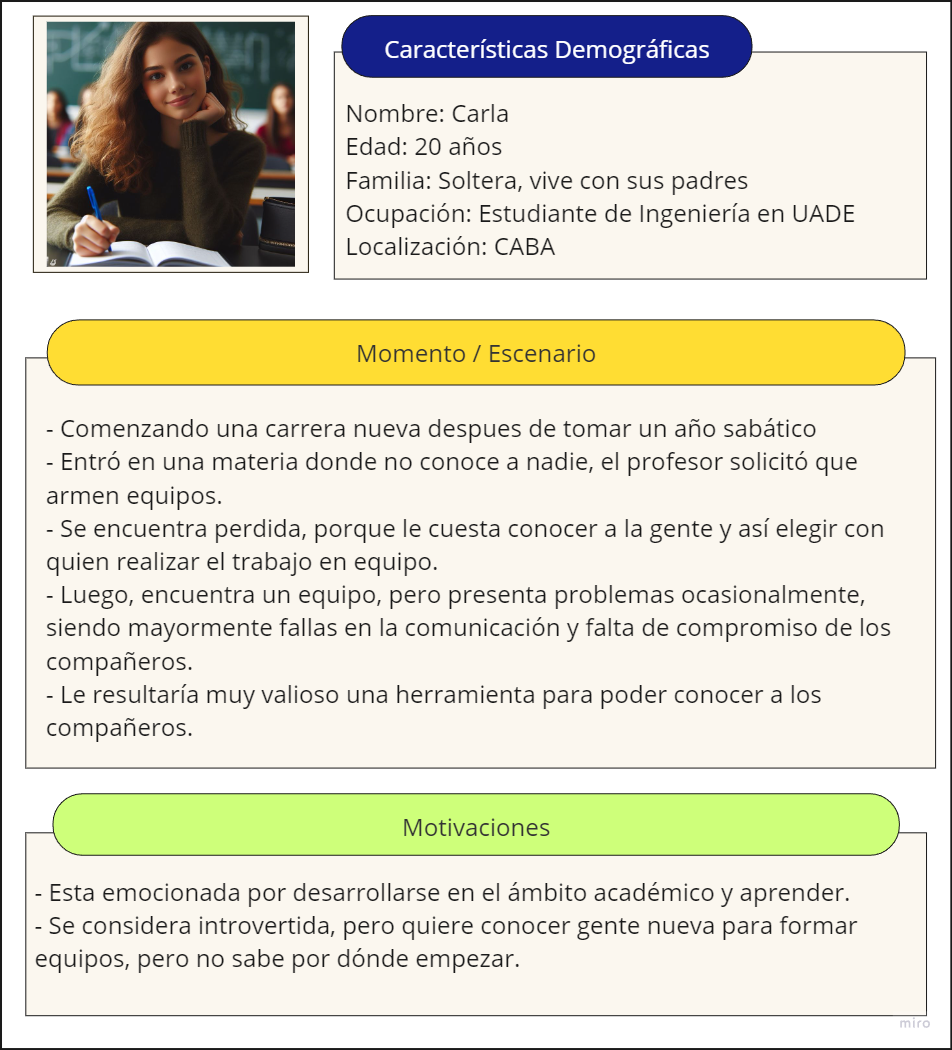 Características Demográficas
Nombre: Carla
Edad: 20 años
Familia: Soltera, vive con sus padres
Ocupación: Estudiante de Ingeniería en UADE
Localización: CABA
Momento / Escenario
- Comenzando una carrera nueva despues de tomar un año sabático
- Entró en una materia donde no conoce a nadie, el profesor solicitó que
armen equipos.
- Se encuentra perdida, porque le cuesta conocer a la gente y así elegir con
quien realizar el trabajo en equipo.
- Luego, encuentra un equipo, pero presenta problemas ocasionalmente,
siendo mayormente fallas en la comunicación y falta de compromiso de los
compañeros.
- Le resultaría muy valioso una herramienta para poder conocer a los
compañeros.
Motivaciones
- Esta emocionada por desarrollarse en el ámbito académico y aprender.
- Se considera introvertida, pero quiere conocer gente nueva para formar
equipos, pero no sabe por dónde empezar.
miro